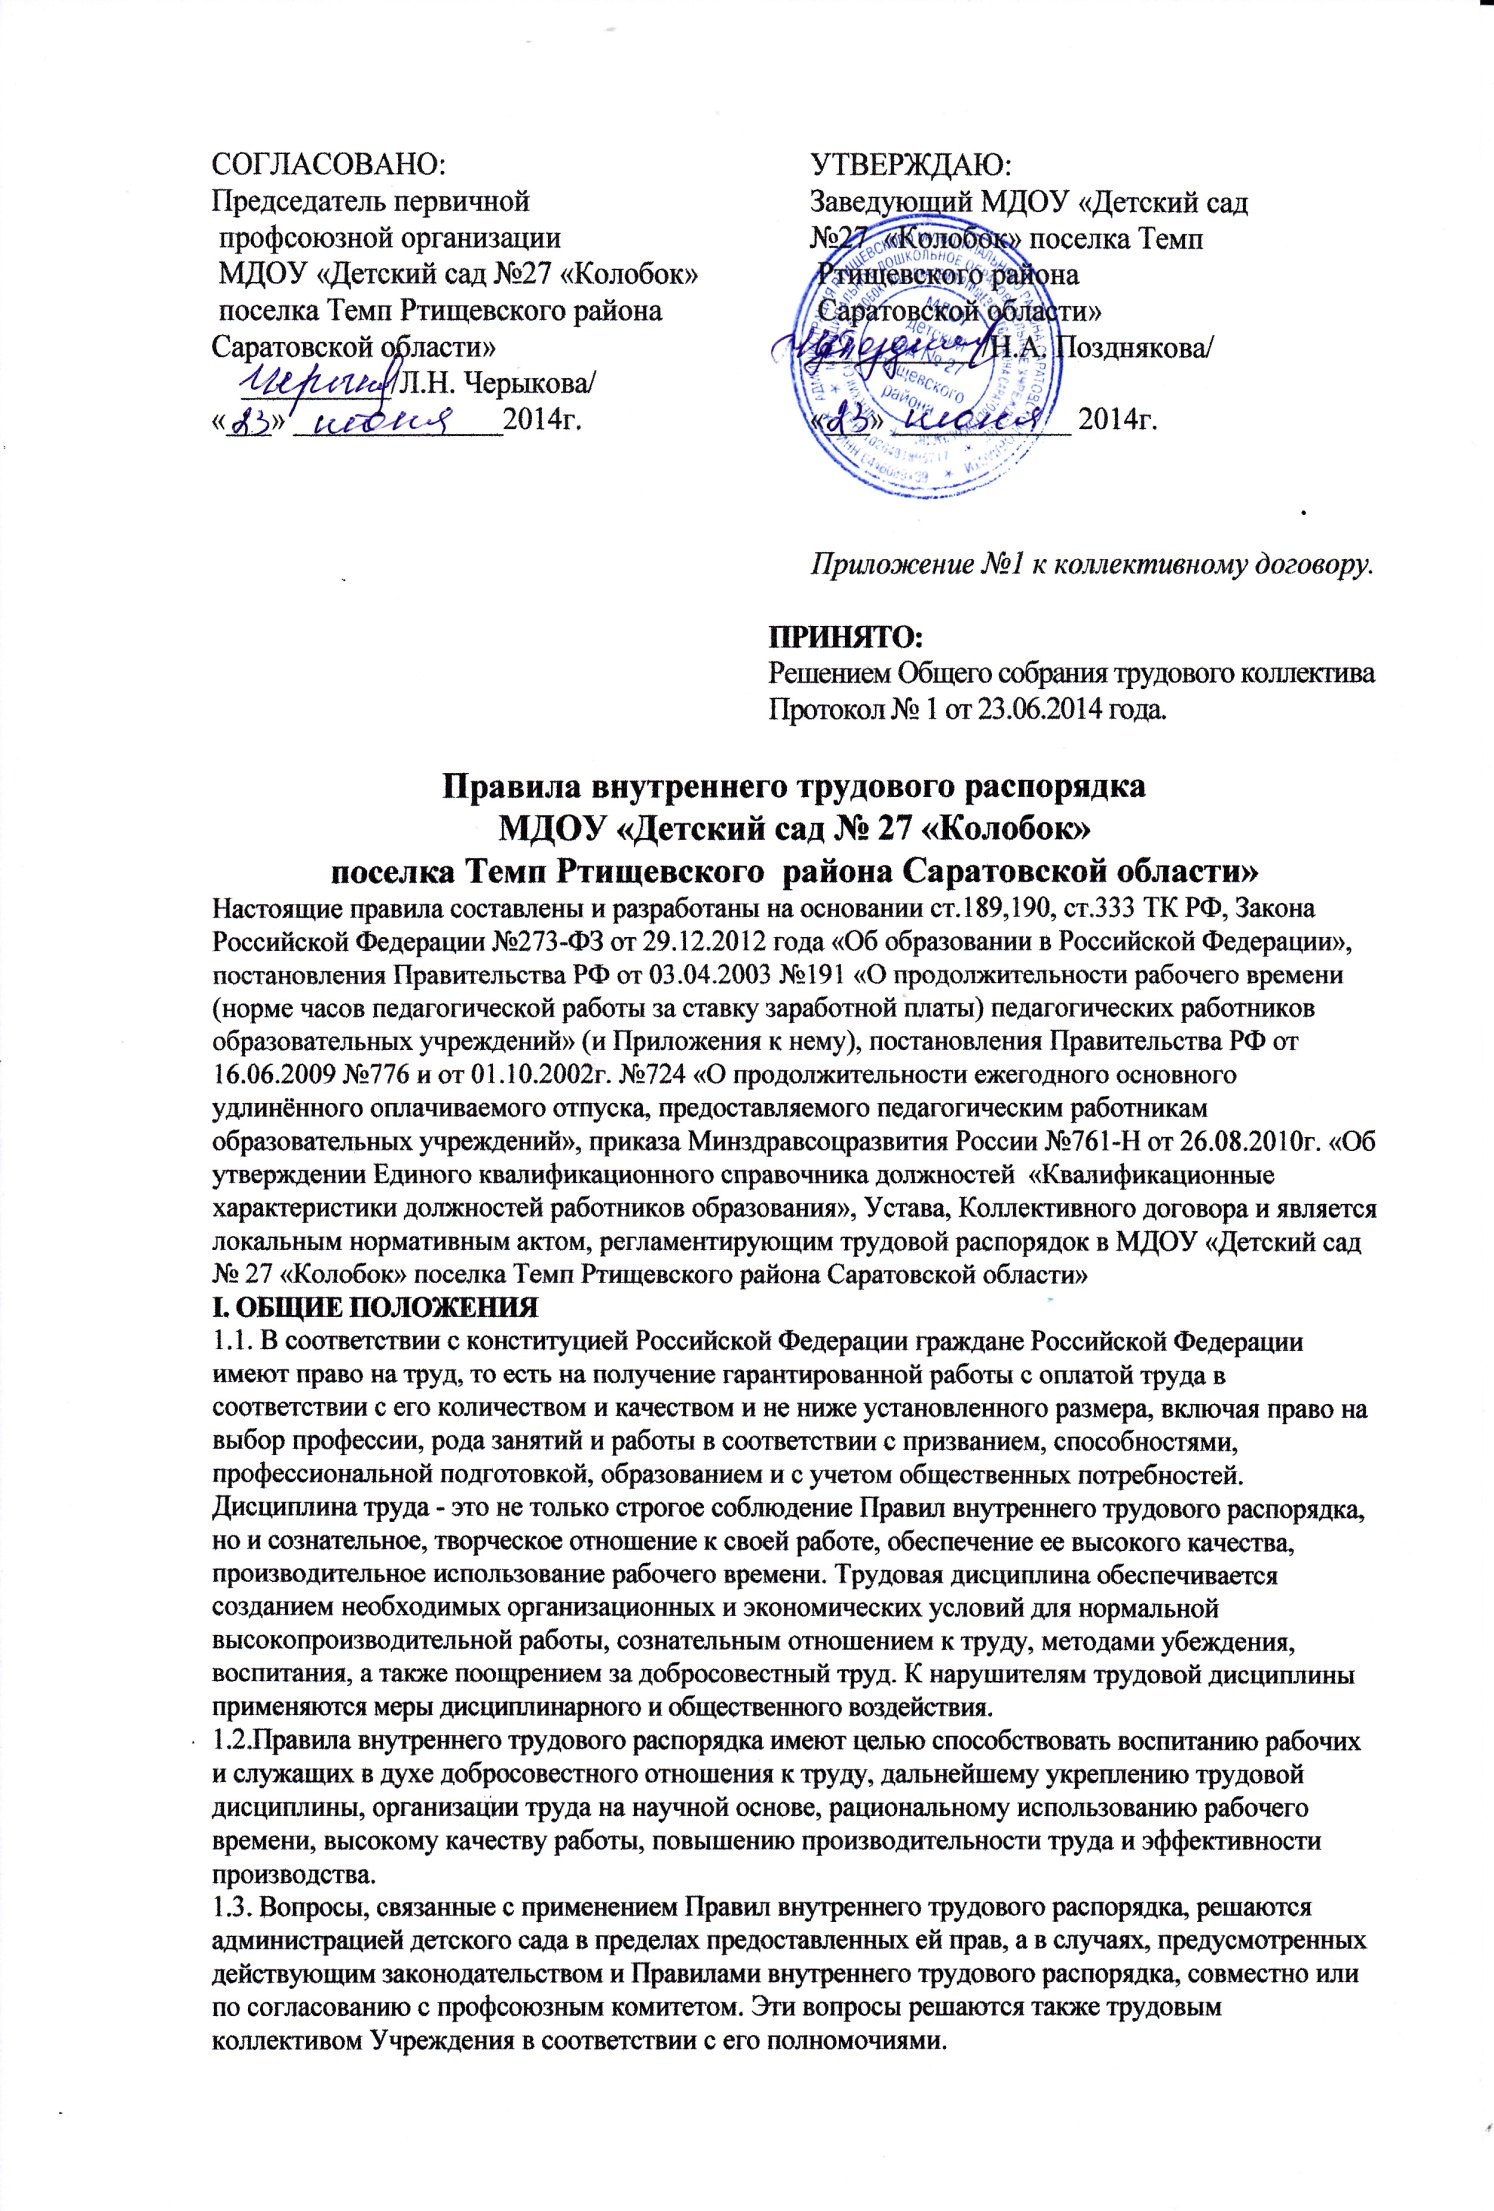 СОГЛАСОВАНО:
Председатель первичной
профсоюзной организации
МДОУ «Детский сад №27 «Колобок»
поселка Темп Ртищевского района
Саратовской области»
/Л.Н. Черыкова/
«23» июня 2014г.
УТВЕРЖДАЮ:
Заведующий МДОУ «Детский сад
№27 «Колобок» поселка Темп
Ртищевского района
Саратовской области»
/Н.А. Позднякова/
«23» июня 2014г.
Приложение №1 к коллективному договору.
ПРИНЯТО:
Решением Общего собрания трудового коллектива
Протокол № 1 от 23.06.2014 года.
Правила внутреннего трудового распорядка
МДОУ «Детский сад № 27 «Колобок»
поселка Темп Ртищевского района Саратовской области»
Настоящие правила составлены и разработаны на основании ст.189,190, ст.333 ТК РФ, Закона
Российской Федерации №273-ФЗ от 29.12.2012 года «Об образовании в Российской Федерации»,
постановления Правительства РФ от 03.04.2003 №191 «О продолжительности рабочего времени
(норме часов педагогической работы за ставку заработной платы) педагогических работников
образовательных учреждений» (и Приложения к нему), постановления Правительства РФ от
16.06.2009 №776 и от 01.10.2002г. №724 «О продолжительности ежегодного основного
удлинённого оплачиваемого отпуска, предоставляемого педагогическим работникам
образовательных учреждений», приказа Минздравсоцразвития России №761-Н от 26.08.2010г. «Об
утверждении Единого квалификационного справочника должностей «Квалификационные
характеристики должностей работников образования», Устава, Коллективного договора и является
локальным нормативным актом, регламентирующим трудовой распорядок в МДОУ «Детский сад
№ 27 «Колобок» поселка Темп Ртищевского района Саратовской области»
I. ОБЩИЕ ПОЛОЖЕНИЯ
1.1. В соответствии с конституцией Российской Федерации граждане Российской Федерации
имеют право на труд, то есть на получение гарантированной работы с оплатой труда в
соответствии с его количеством и качеством и не ниже установленного размера, включая право на
выбор профессии, рода занятий и работы в соответствии с призванием, способностями,
профессиональной подготовкой, образованием и с учетом общественных потребностей.
Дисциплина труда - это не только строгое соблюдение Правил внутреннего трудового распорядка,
но и сознательное, творческое отношение к своей работе, обеспечение ее высокого качества,
производительное использование рабочего времени. Трудовая дисциплина обеспечивается
созданием необходимых организационных и экономических условий для нормальной
высокопроизводительной работы, сознательным отношением к труду, методами убеждения,
воспитания, а также поощрением за добросовестный труд. К нарушителям трудовой дисциплины
применяются меры дисциплинарного и общественного воздействия.
1.2.Правила внутреннего трудового распорядка имеют целью способствовать воспитанию рабочих
и служащих в духе добросовестного отношения к труду, дальнейшему укреплению трудовой
дисциплины, организации труда на научной основе, рациональному использованию рабочего
времени, высокому качеству работы, повышению производительности труда и эффективности
производства.
1.3. Вопросы, связанные с применением Правил внутреннего трудового распорядка, решаются
администрацией детского сада в пределах предоставленных ей прав, а в случаях, предусмотренных
действующим законодательством и Правилами внутреннего трудового распорядка, совместно или
по согласованию с профсоюзным комитетом. Эти вопросы решаются также трудовым
коллективом Учреждения в соответствии с его полномочиями.